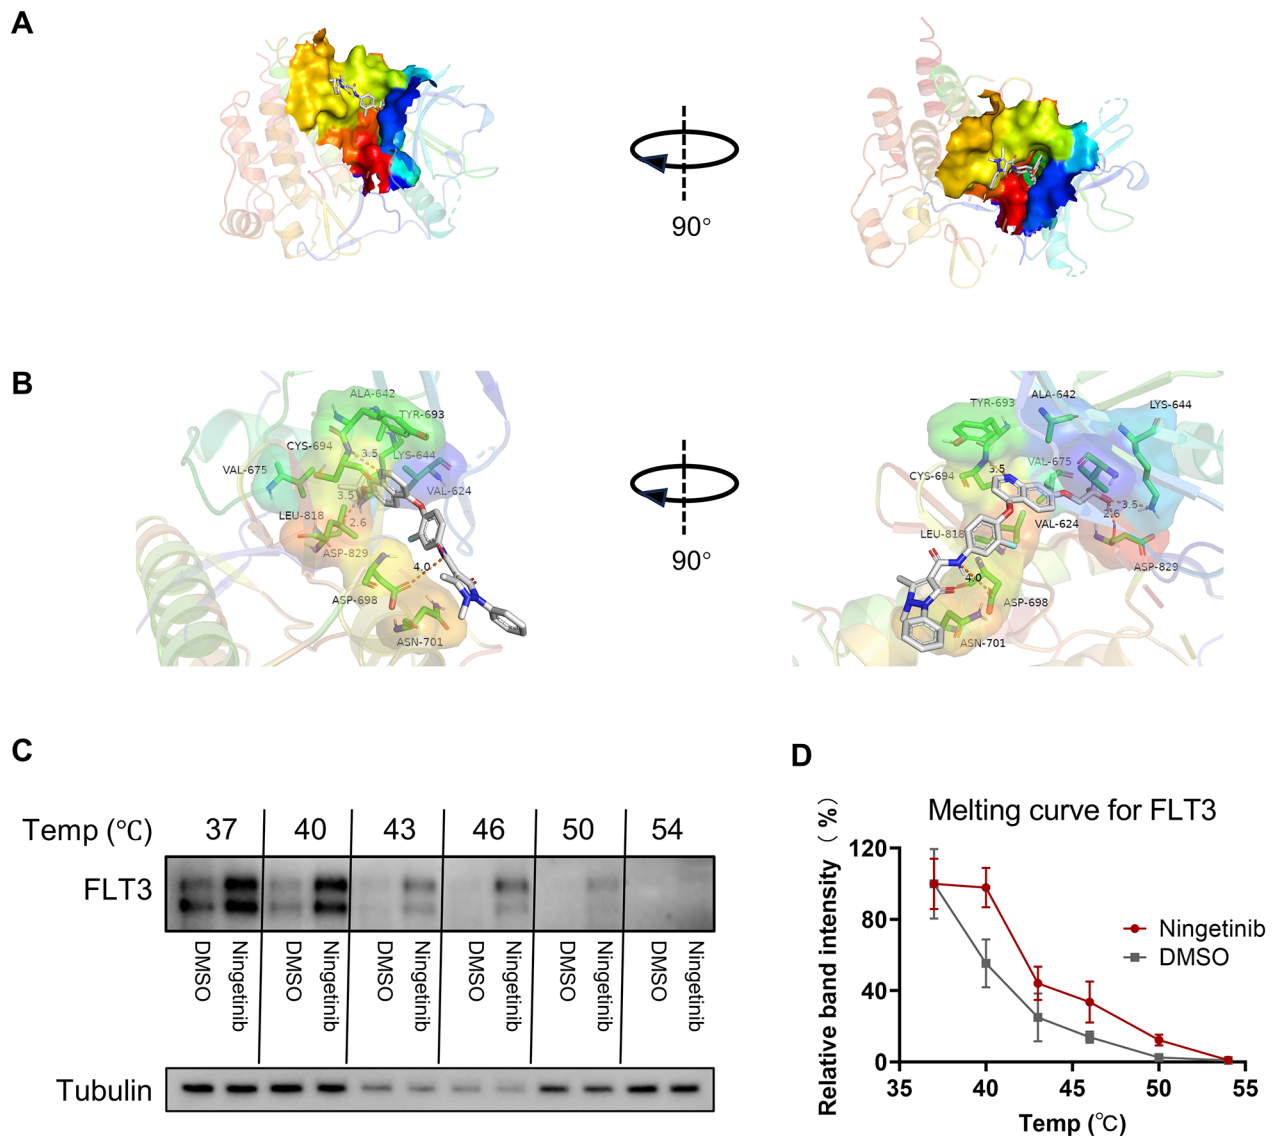 A
90°
B
ALA-642
TYR-693
CYS-694
3.5
LYS-644
VAL-675
VAL-624
3.5
LEU-818
2.6
ASP-829
4.0
ASP-698
ASN-701
90°
TYR-693
ALA-642
LYS-644
CYS-694
3.5
VAL-675
3.5
2.6
VAL-624
LEU-818
ASP-829
4.0
ASP-698
ASN-701
C
Temp (℃) 37 40 43 46 50 54
FLT3
DMSO Ningetinib DMSO Ningetinib DMSO Ningetinib DMSO Ningetinib DMSO Ningetinib DMSO Ningetinib
Tubulin
D
Melting curve for FLT3
Relative band intensity （%）
120
80
40
0
35 40 45 50 55
Temp (℃)
Ningetinib
DMSO